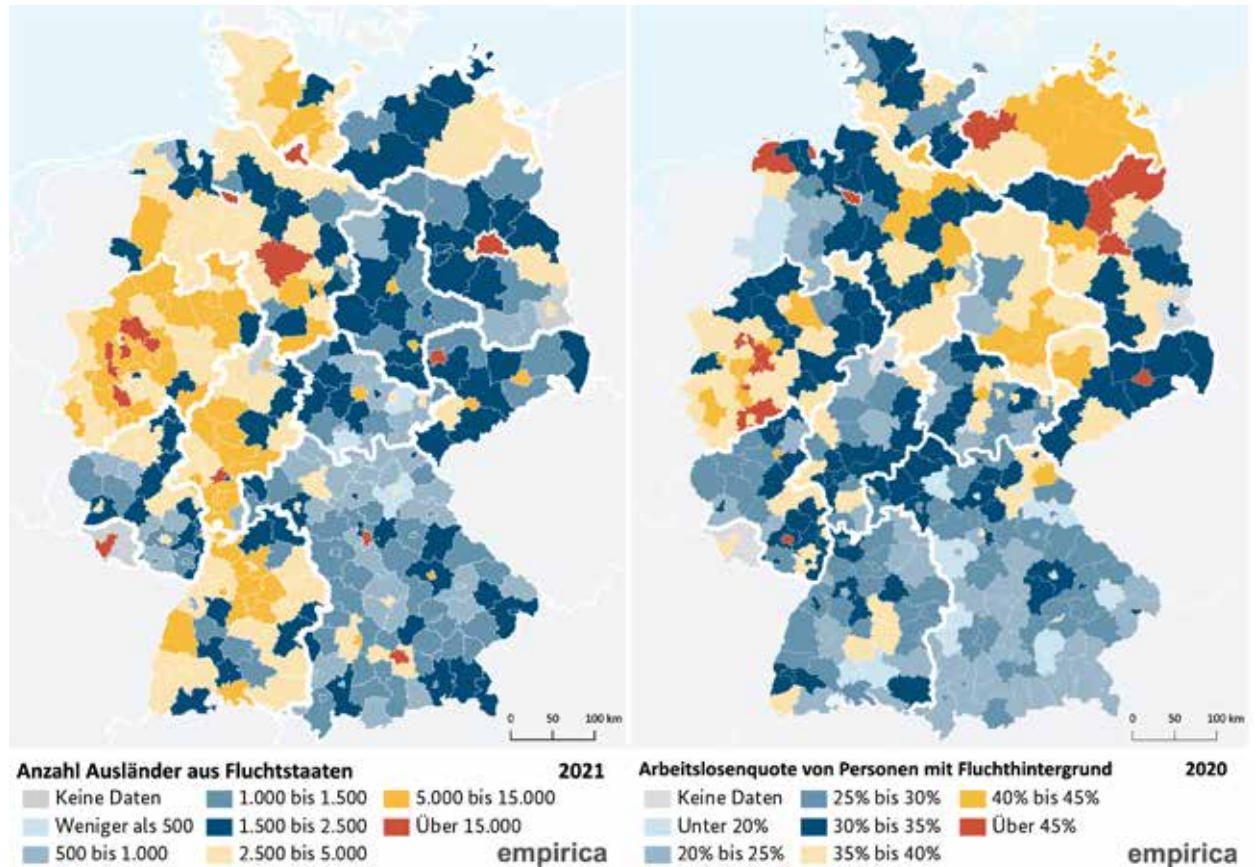 0 50 100 km
0 50 100 km
Anzahl Ausländer aus Fluchtstaaten 2021
Keine Daten 1.000 bis 1.500 5.000 bis 15.000
Weniger als 500 1.500 bis 2.500 Über 15.000
500 bis 1.000 2.500 bis 5.000 empirica
Arbeitslosenquote von Personen mit Fluchthintergrund 2020
Keine Daten 25% bis 30% 40% bis 45%
Unter 20% 30% bis 35% Über 45%
20% bis 25% 35% bis 40% empirica